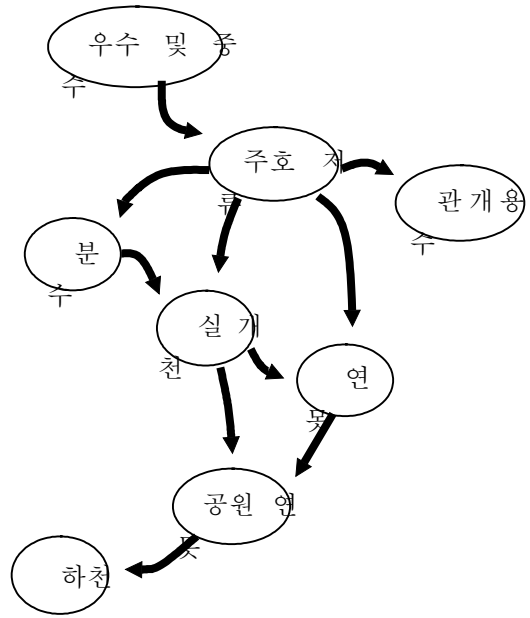 우수 및 중
수
주호 저
류
관개용
수
분
수
실개
천
연
못
공원 연
못
하천